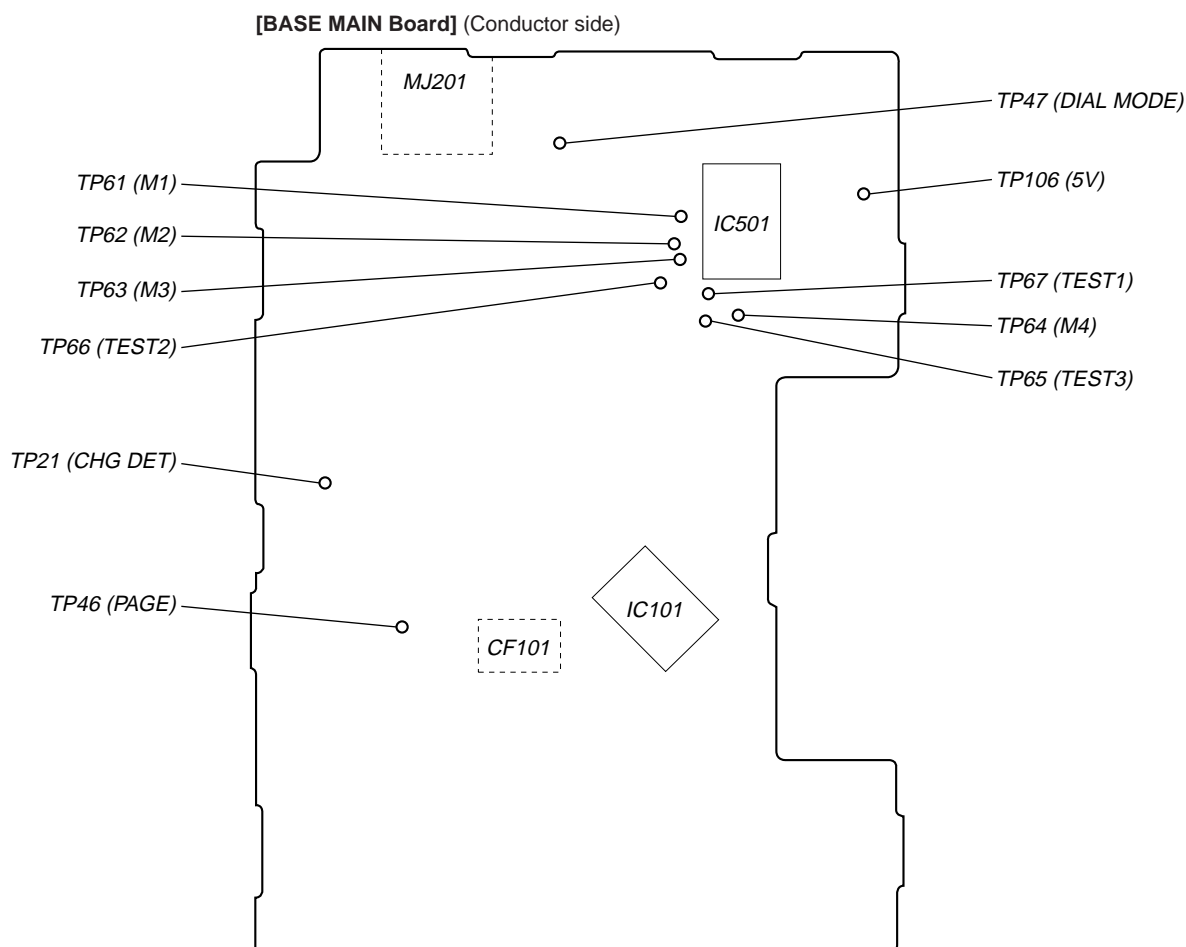 [BASE MAIN Board] (Conductor side)
MJ201
TP47 (DIAL MODE)
TP61 (M1)
TP106 (5V)
IC501
TP62 (M2)
TP63 (M3)
TP67 (TEST1)
TP64 (M4)
TP66 (TEST2)
TP65 (TEST3)
TP21 (CHG DET)
TP46 (PAGE)
IC101
CF101